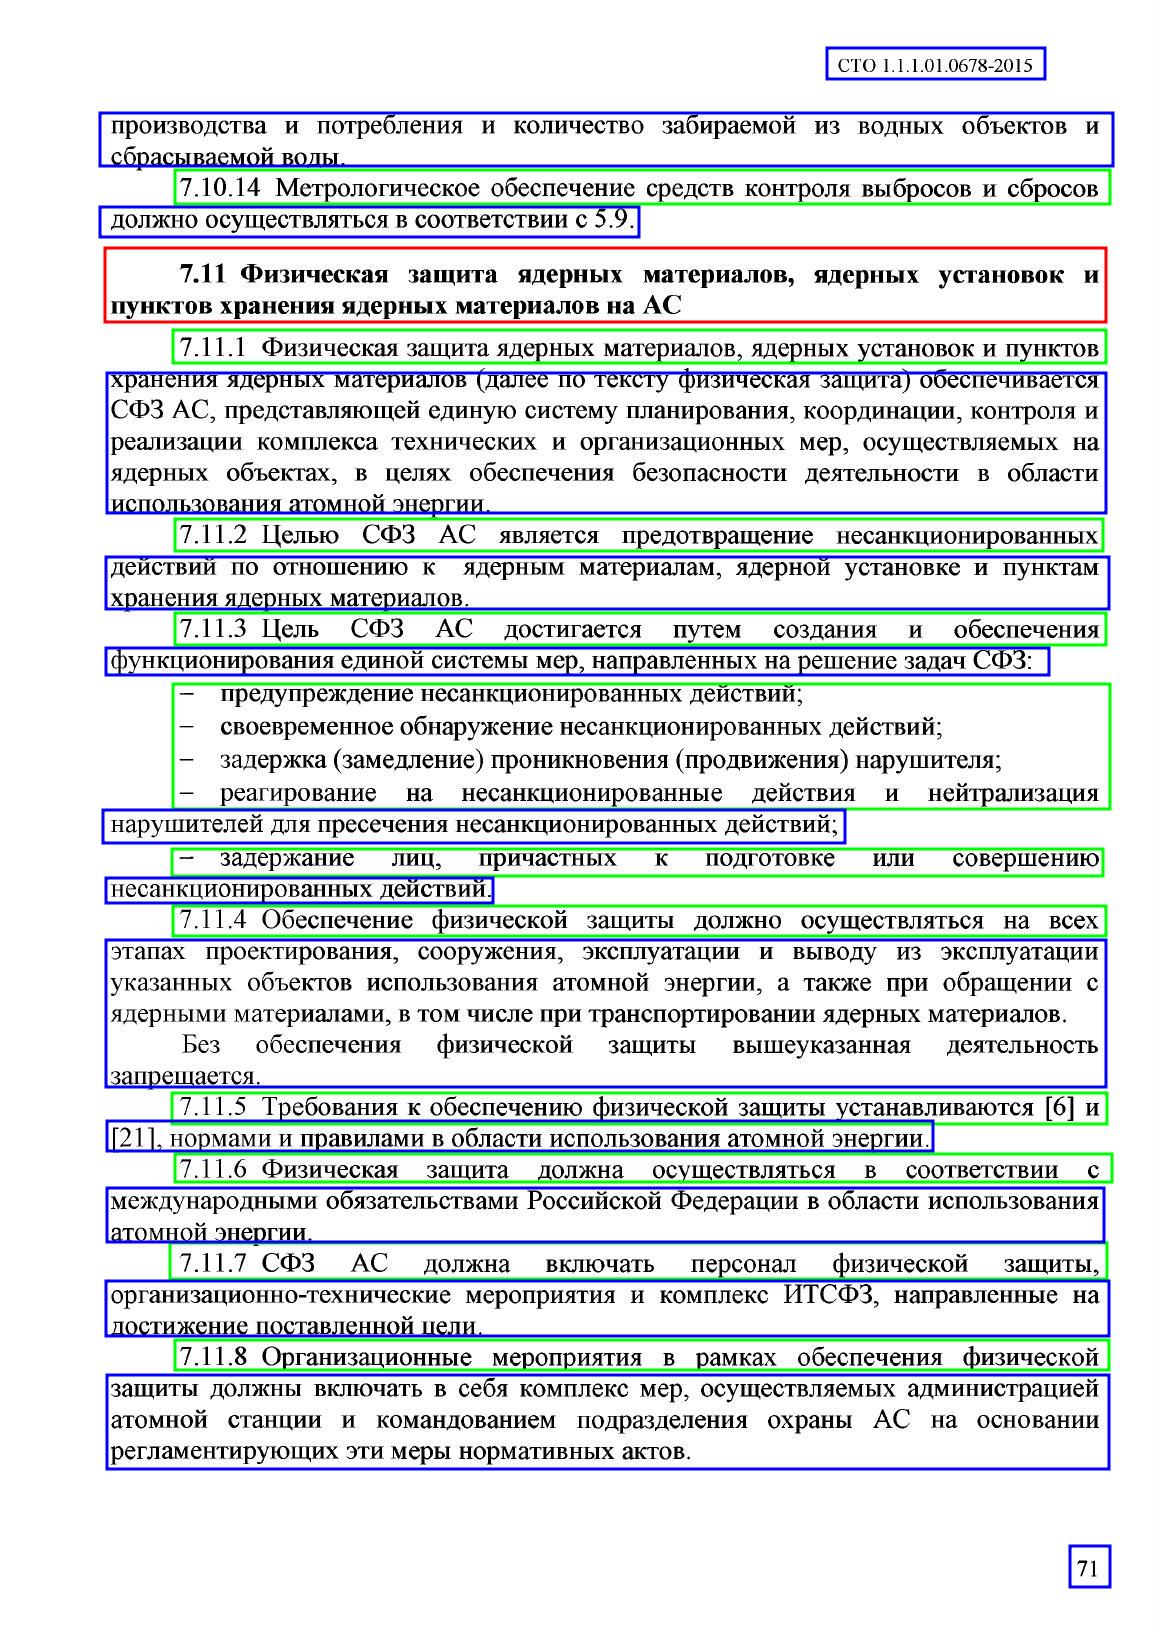 СТО 1.1.1.01.0678-2015
производства и потребления и количество забираемой из водных объектов и
сбрасываемой воды.
7.10.14 Метрологическое обеспечение средств контроля выбросов и сбросов
должно осуществляться в соответствии с 5.9.
7.11 Физическая защита ядерных материалов, ядерных установок и
пунктов хранения ядерных материалов на АС
7.11.1 Физическая защита ядерных материалов, ядерных установок и пунктов
хранения ядерных материалов (далее по тексту физическая защита) обеспечивается
СФЗ АС, представляющей единую систему планирования, координации, контроля и
реализации комплекса технических и организационных мер, осуществляемых на
ядерных объектах, в целях обеспечения безопасности деятельности в области
использования атомной энергии.
7.11.2 Целью СФЗ АС является предотвращение несанкционированных
действий по отношению к ядерным материалам, ядерной установке и пунктам
хранения ядерных материалов.
7.11.3 Цель СФЗ АС достигается путем создания и обеспечения
функционирования единой системы мер, направленных на решение задач СФЗ:
– предупреждение несанкционированных действий;
– своевременное обнаружение несанкционированных действий;
– задержка (замедление) проникновения (продвижения) нарушителя;
– реагирование на несанкционированные действия и нейтрализация
нарушителей для пресечения несанкционированных действий;
– задержание лиц, причастных к подготовке или совершению
несанкционированных действий.
7.11.4 Обеспечение физической защиты должно осуществляться на всех
этапах проектирования, сооружения, эксплуатации и выводу из эксплуатации
указанных объектов использования атомной энергии, а также при обращении с
ядерными материалами, в том числе при транспортировании ядерных материалов.
Без обеспечения физической защиты вышеуказанная деятельность
запрещается.
7.11.5 Требования к обеспечению физической защиты устанавливаются [6] и
[21], нормами и правилами в области использования атомной энергии.
7.11.6 Физическая защита должна осуществляться в соответствии с
международными обязательствами Российской Федерации в области использования
атомной энергии.
7.11.7 СФЗ АС должна включать персонал физической защиты,
организационно-технические мероприятия и комплекс ИТСФЗ, направленные на
достижение поставленной цели.
7.11.8 Организационные мероприятия в рамках обеспечения физической
защиты должны включать в себя комплекс мер, осуществляемых администрацией
атомной станции и командованием подразделения охраны АС на основании
регламентирующих эти меры нормативных актов.
71